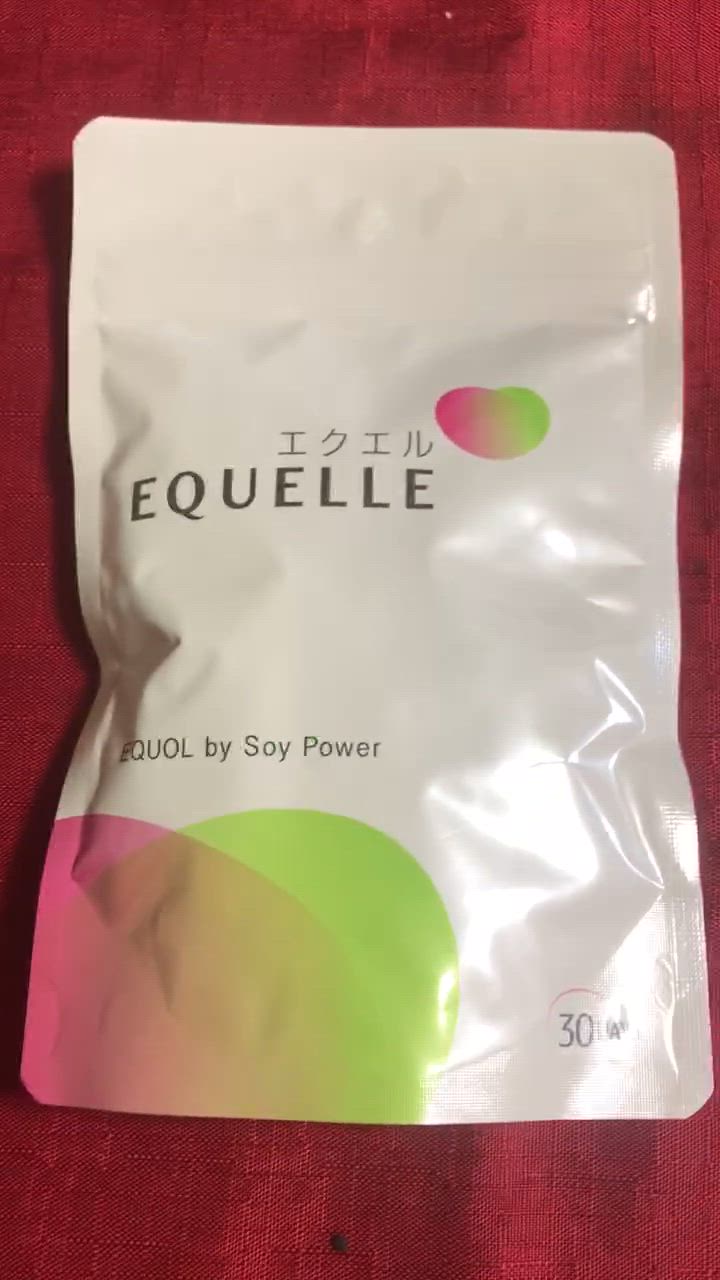 エクエル
EQUELLE
EQUOL by Soy Power
30